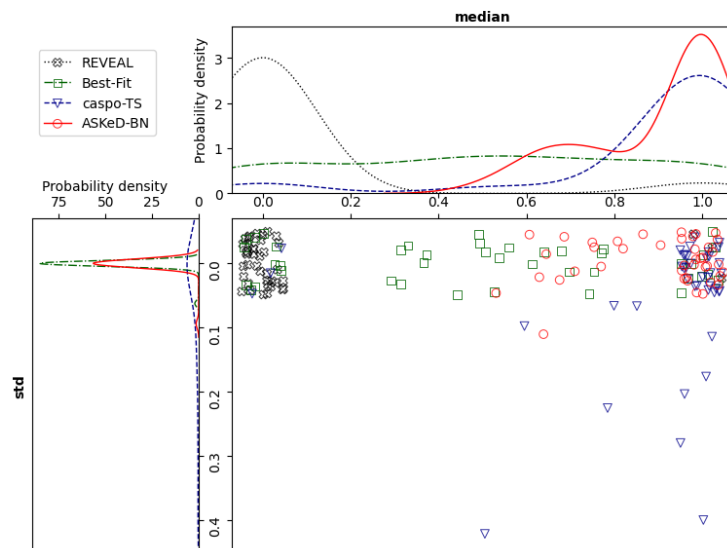 median
REVEAL
Best-Fit
caspo-TS
ASKeD-BN
Probability density
3
2
1
0
0.0 0.2 0.4 0.6 0.8 1.0
Probability density
75 50 25 0
std
0.0
0.1
0.2
0.3
0.4